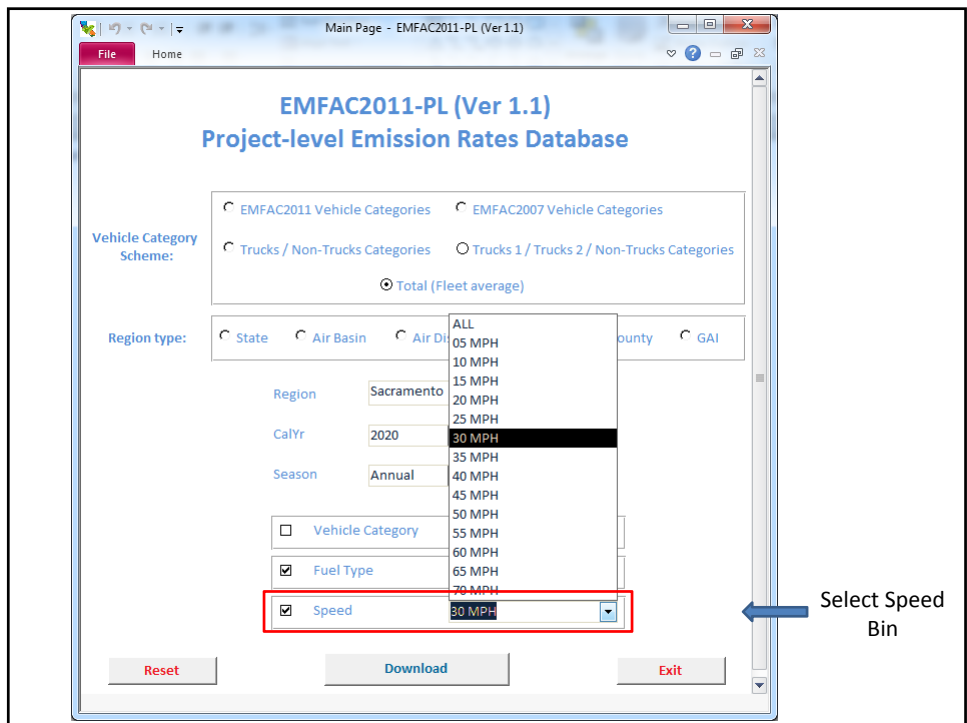 Main Page - EMFAC2011-PL (Ver 1.1)
File Home
EMFAC2011-PL (Ver 1.1)
Project-level Emission Rates Database
Vehicle Category
Scheme:
EMFAC2011 Vehicle Categories EMFAC2007 Vehicle Categories
Trucks / Non-Trucks Categories Trucks 1 / Trucks 2 / Non-Trucks Categories
Total (Fleet average)
Region type: State Air Basin Air Di ounty GAI
ALL
05 MPH
10 MPH
15 MPH
20 MPH
25 MPH
30 MPH
35 MPH
40 MPH
45 MPH
50 MPH
55 MPH
60 MPH
65 MPH
70 MPH
Region Sacramento
CalYr 2020
Season Annual
Vehicle Category
Fuel Type
Speed 30 MPH
Select Speed
Bin
Reset Download Exit